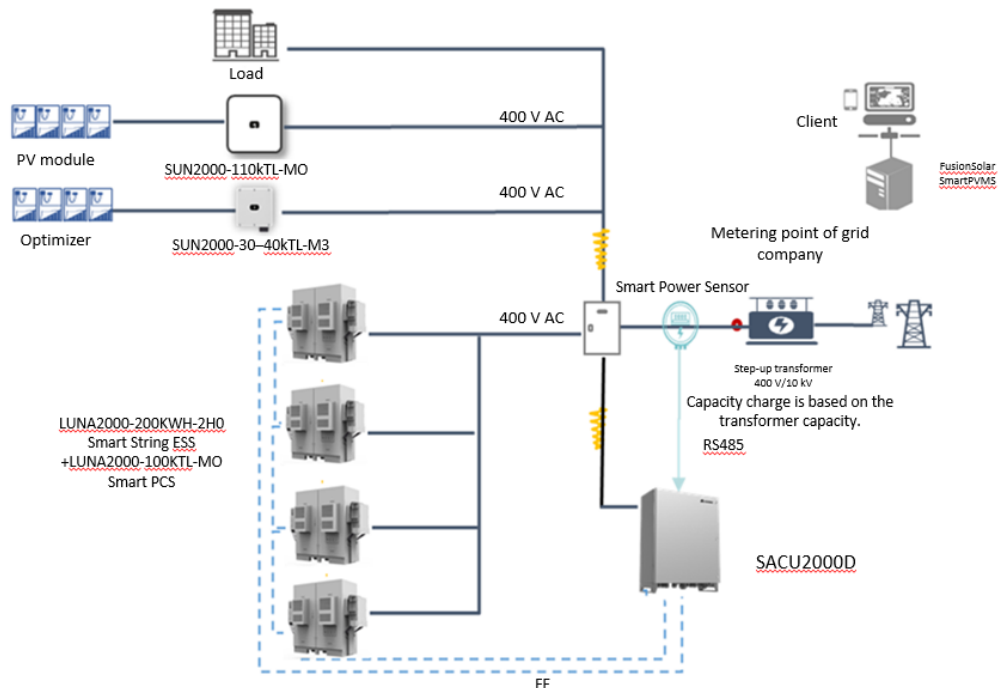 Load
400 V AC
PV module
SUN2000-110kTL-MO
400 V AC
Optimizer
SUN2000-30–40kTL-M3
Client
FusionSolar
SmartPVMS
Metering point of grid
company
Smart Power Sensor
400 V AC
Step-up transformer
400 V/10 kV
Capacity charge is based on the
transformer capacity.
RS485
LUNA2000-200KWH-2H0
Smart String ESS
+LUNA2000-100KTL-MO
Smart PCS
SACU2000D
FE